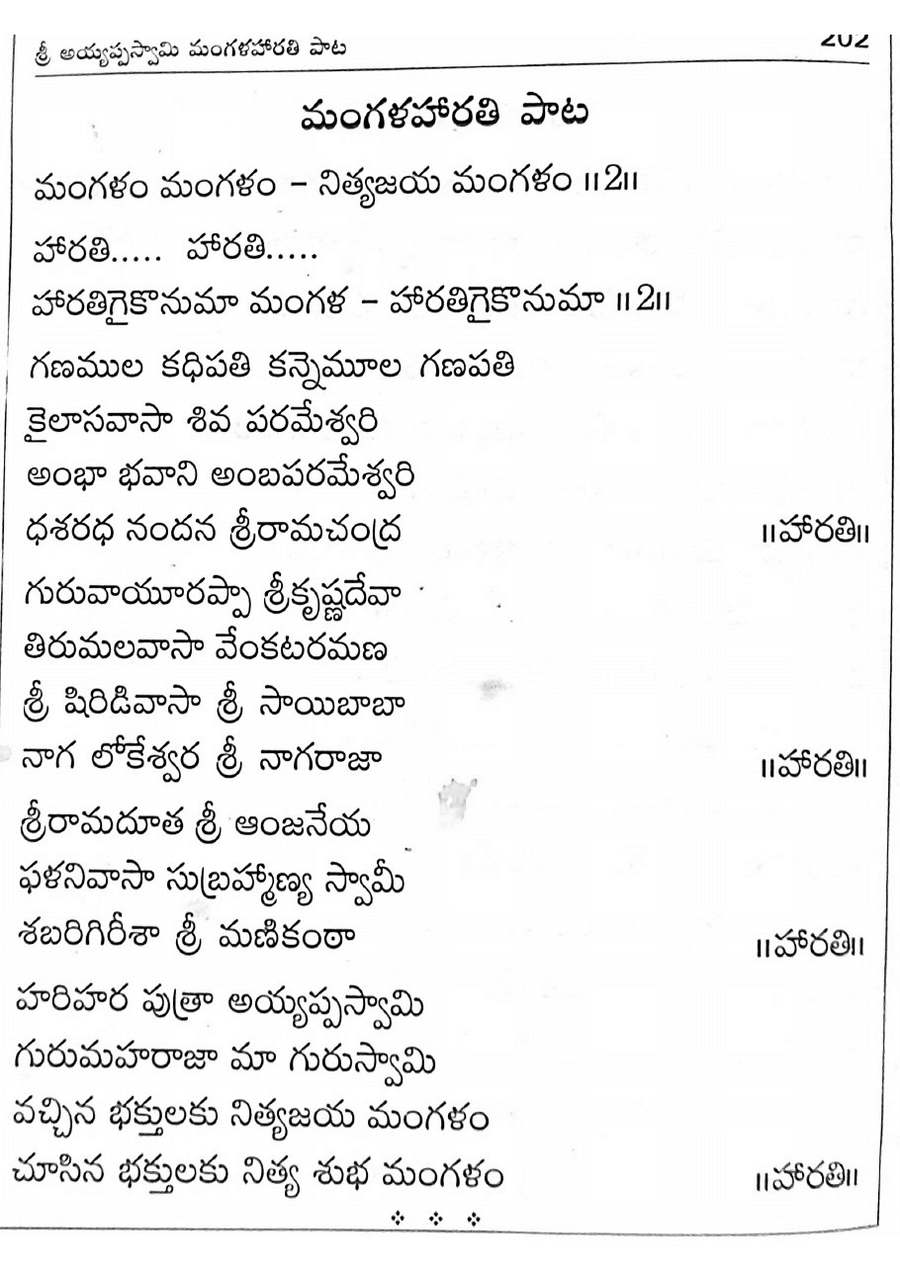 శ్రీ అయ్యప్పస్వామి మంగళహారతి పాట 202
మంగళహారతి పాట
మంగళం మంగళం – నిత్యజయ మంగళం ॥2॥
హారతి..... హారతి.....
హారతిగైకొనుమా మంగళ – హారతిగైకొనుమా ॥2॥
గణముల కధిపతి కన్నెమూల గణపతి
కైలాసవాసా శివ పరమేశ్వరి
అంభా భవాని అంబపరమేశ్వరి
ధశరధ నందన శ్రీరామచంద్ర ॥హారతి॥
గురువాయూరప్పా శ్రీకృష్ణదేవా
తిరుమలవాసా వేంకటరమణ
శ్రీ షిరిడివాసా శ్రీ సాయిబాబా
నాగ లోకేశ్వర శ్రీ నాగరాజా ॥హారతి॥
శ్రీరామదూత శ్రీ ఆంజనేయ
ఫళనివాసా సుబ్రహ్మాణ్య స్వామీ
శబరిగిరీశా శ్రీ మణికంఠా ॥హారతి॥
హరిహర పుత్రా అయ్యప్పస్వామి
గురుమహరాజా మా గురుస్వామి
వచ్చిన భక్తులకు నిత్యజయ మంగళం
చూసిన భక్తులకు నిత్య శుభ మంగళం ॥హారతి॥